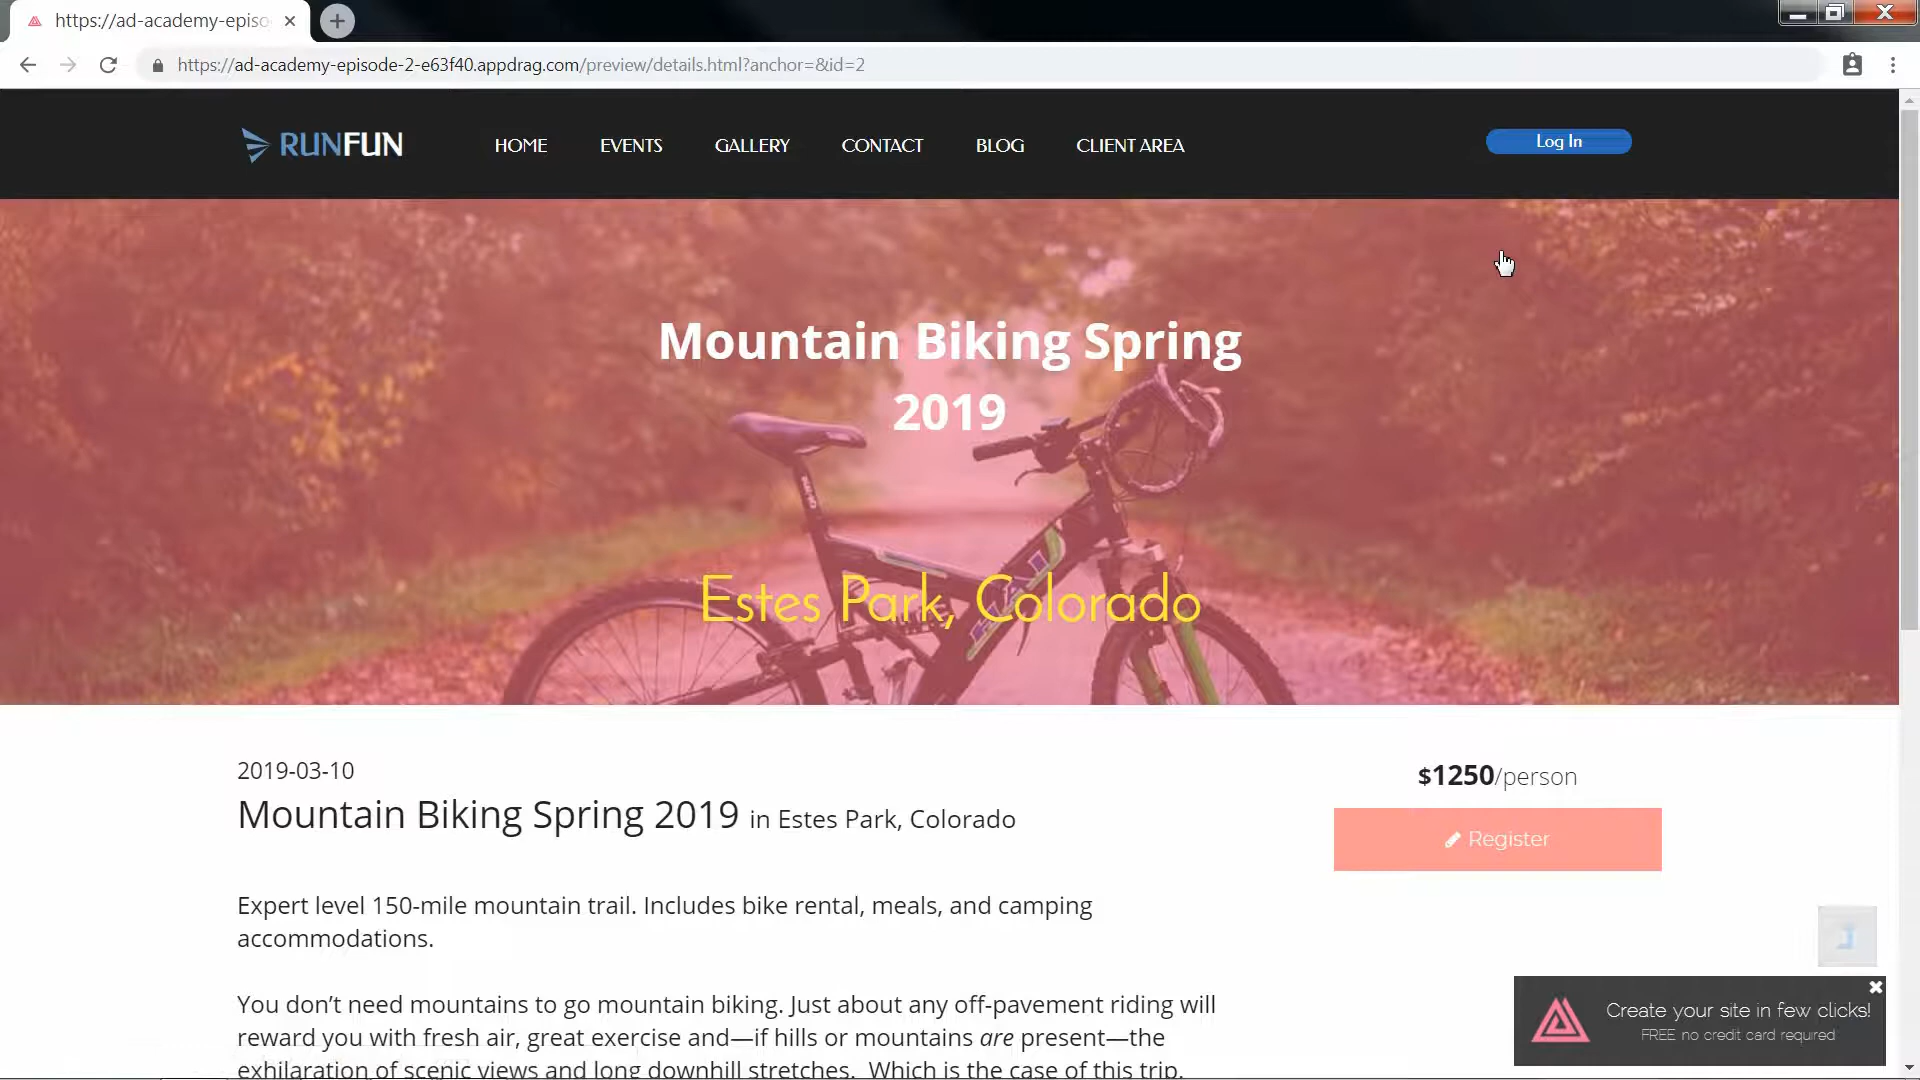 https://ad-academy-episo
https://ad-academy-episode-2-e63f40.appdrag.com/preview/details.html?anchor=&id=2
RUNFUN
HOME
EVENTS
GALLERY
CONTACT
BLOG
CLIENT AREA
Log In
Mountain Biking Spring
2019
Estes Park, Colorado
2019-03-10
Mountain Biking Spring 2019 in Estes Park, Colorado
$1250/person
Register
Expert level 150-mile mountain trail. Includes bike rental, meals, and camping
accommodations.
You don’t need mountains to go mountain biking. Just about any off-pavement riding will
reward you with fresh air, great exercise and—if hills or mountains are present—the
exhilaration of scenic views and long downhill stretches. Which is the case of this trip.
Create your site in few clicks!
FREE no credit card required